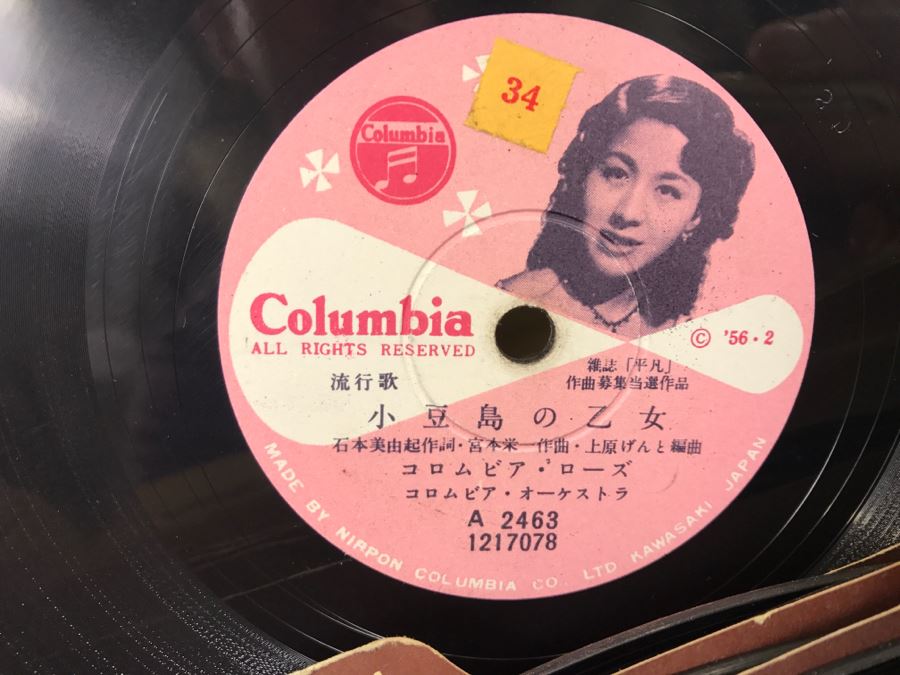 34
Columbia
Columbia
ALL RIGHTS RESERVED
© '56・2
流行歌
雑誌「平凡」
作曲募集当選作品
小豆島の乙女
石本美由起作詞・宮本米 作曲・上原げんと編曲
コロムビア・ローズ
コロムビア・オーケストラ
A 2463
1217078
MADE BY NIPPON COLUMBIA CO., LTD KAWASAKI JAPAN